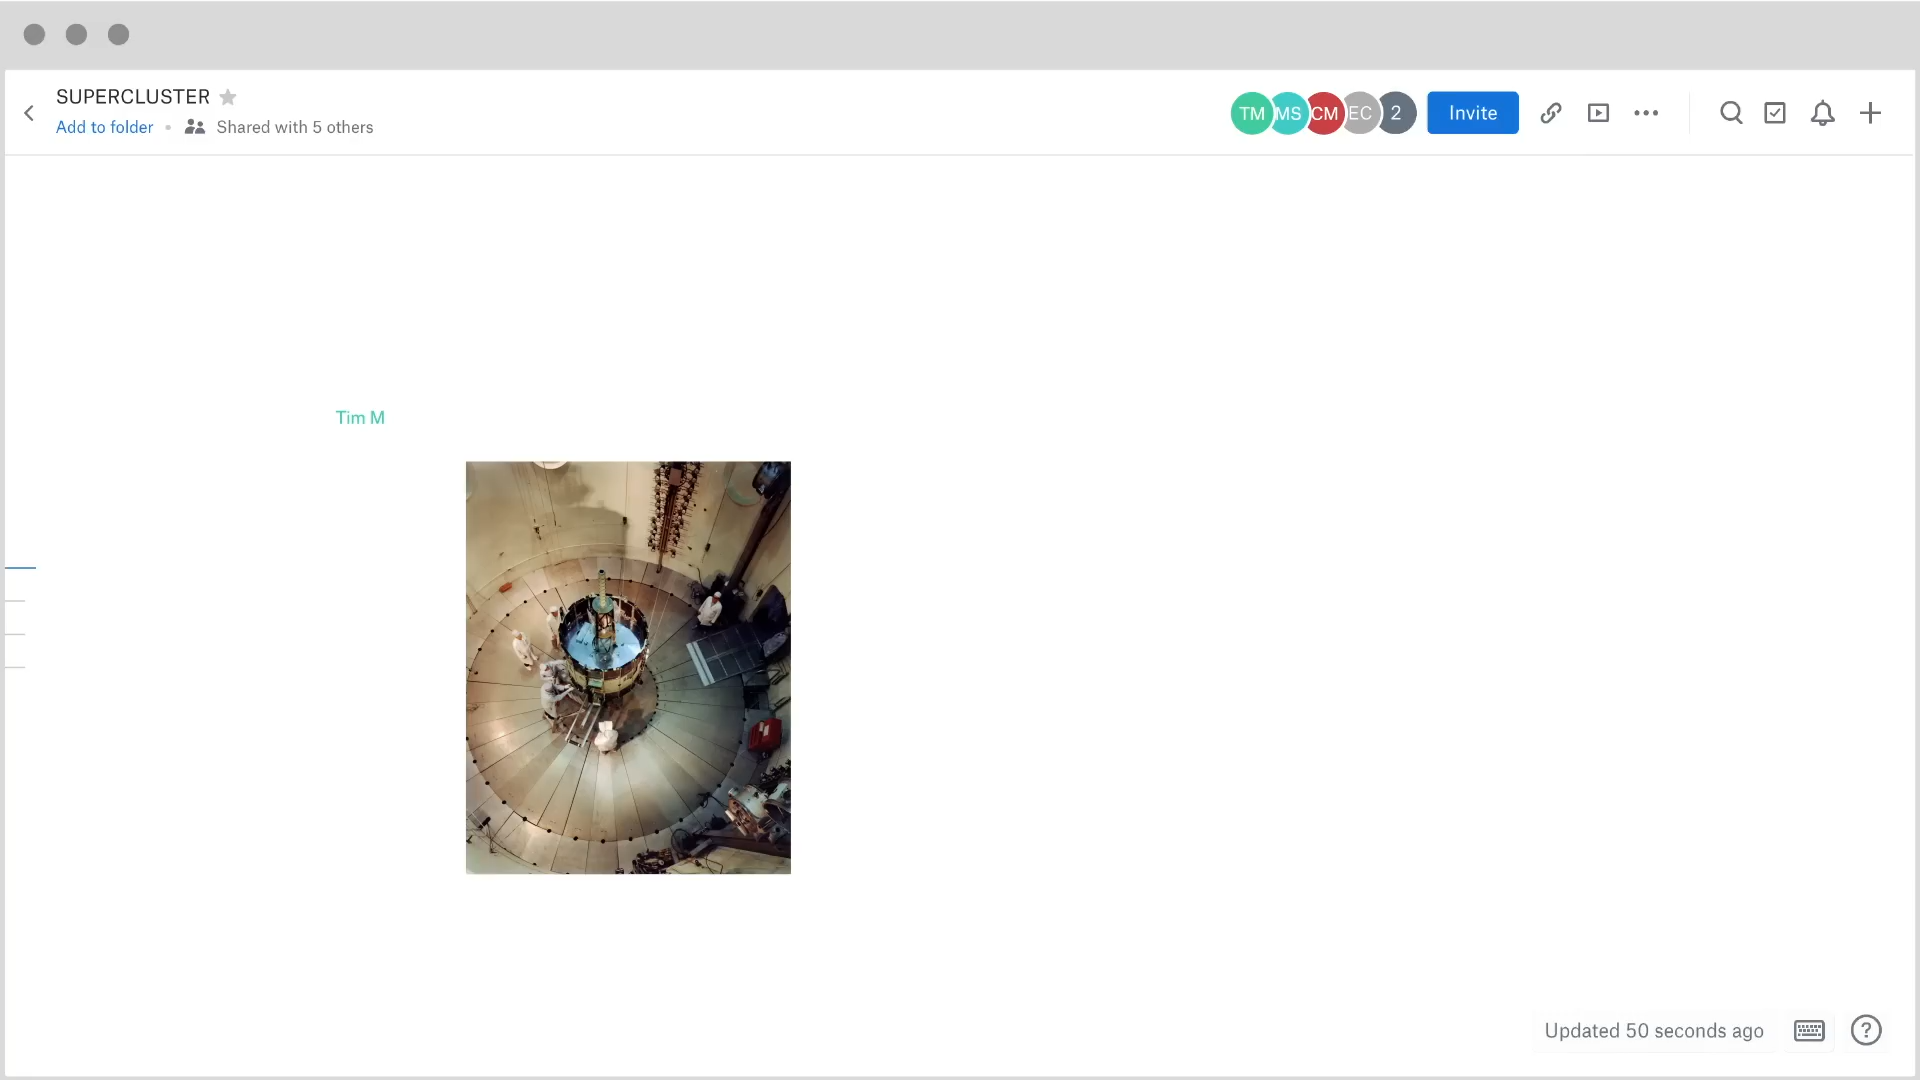 SUPERCLUSTER
Add to folder • Shared with 5 others
TM MS CM EC 2 Invite
Tim M
Updated 50 seconds ago ?